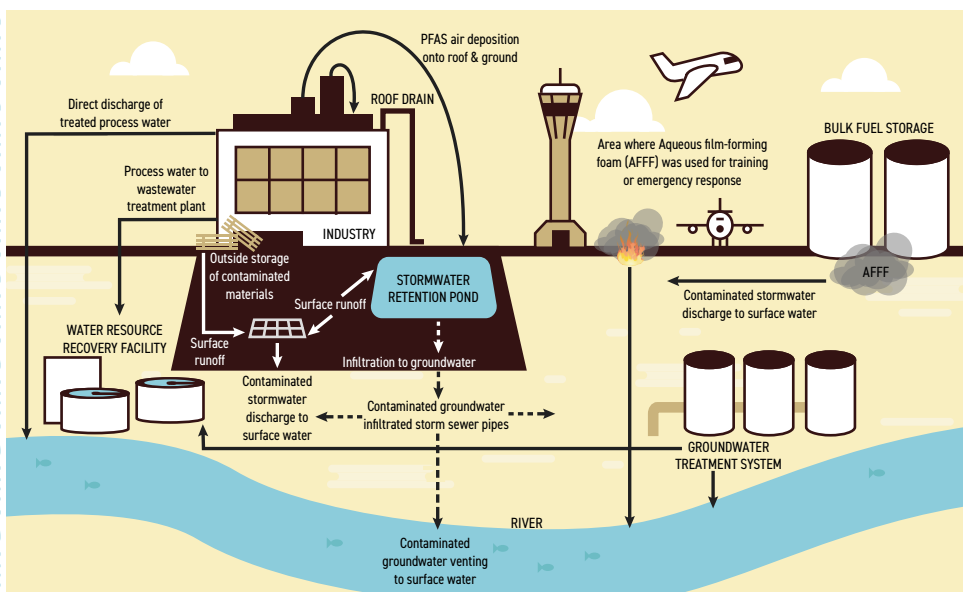 PFAS air deposition
onto roof & ground
Direct discharge of
treated process water
ROOF DRAIN
Area where Aqueous film-forming
foam (AFFF) was used for training
or emergency response
BULK FUEL STORAGE
Process water to
wastewater
treatment plant
INDUSTRY
Outside storage
of contaminated
materials
STORMWATER
RETENTION POND
AFFF
Contaminated stormwater
discharge to surface water
Surface runoff
WATER RESOURCE
RECOVERY FACILITY
Surface
runoff
Infiltration to groundwater
Contaminated
stormwater
discharge to
surface water
Contaminated groundwater
infiltrated storm sewer pipes
GROUNDWATER
TREATMENT SYSTEM
RIVER
Contaminated
groundwater venting
to surface water